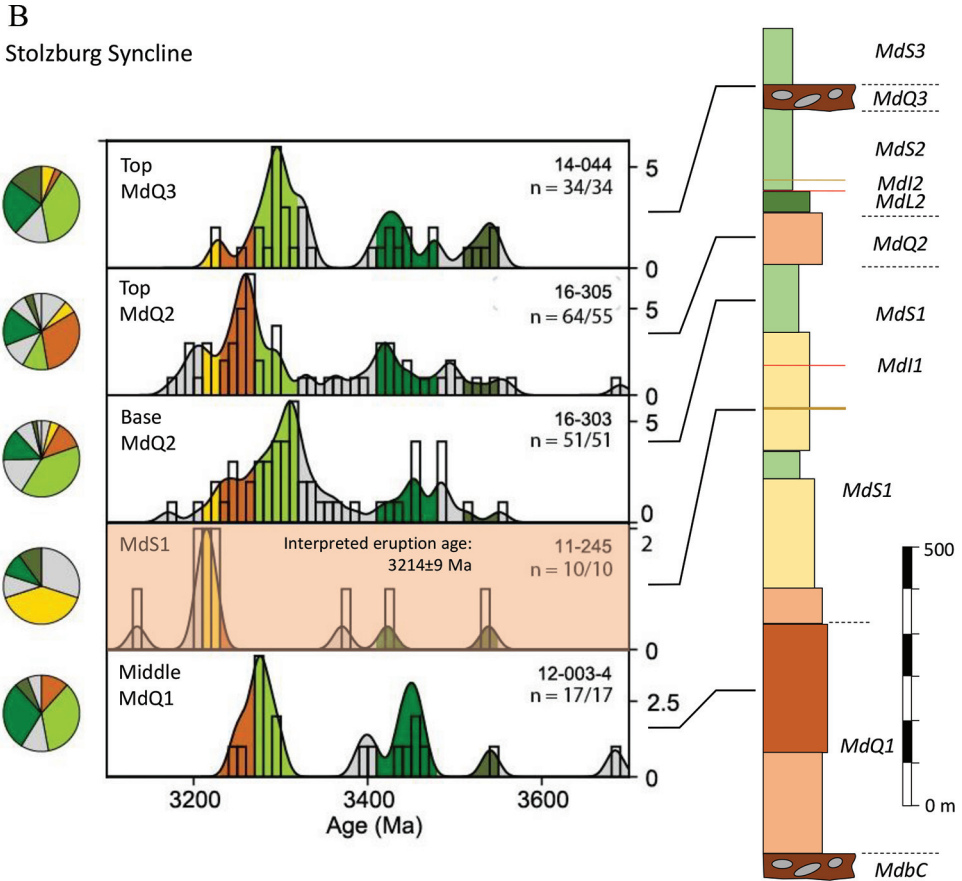 B
Stolzburg Syncline
Top
MdQ3
14-044
n = 34/34
5
0
Top
MdQ2
16-305
n = 64/55
5
0
Base
MdQ2
16-303
n = 51/51
5
0
MdS1
Interpreted eruption age:
3214±9 Ma
11-245
n = 10/10
2
0
Middle
MdQ1
12-003-4
n = 17/17
2.5
0
3200
3400
3600
Age (Ma)
MdS3
MdQ3
MdS2
MdI2
MdL2
MdQ2
MdS1
MdI1
MdS1
MdQ1
MdbC
500
0 m